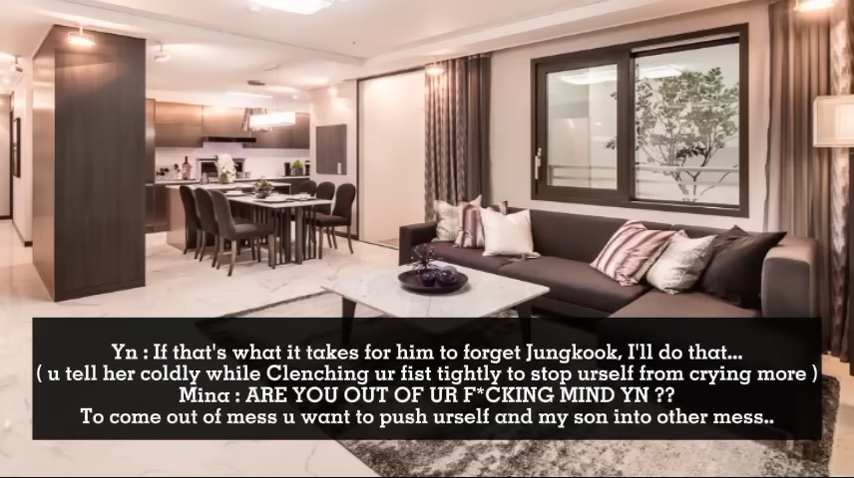 Yn : If that's what it takes for him to forget Jungkook, I'll do that...
( u tell her coldly while Clenching ur fist tightly to stop urself from crying more )
Mina : ARE YOU OUT OF UR F*CKING MIND YN ??
To come out of mess u want to push urself and my son into other mess..